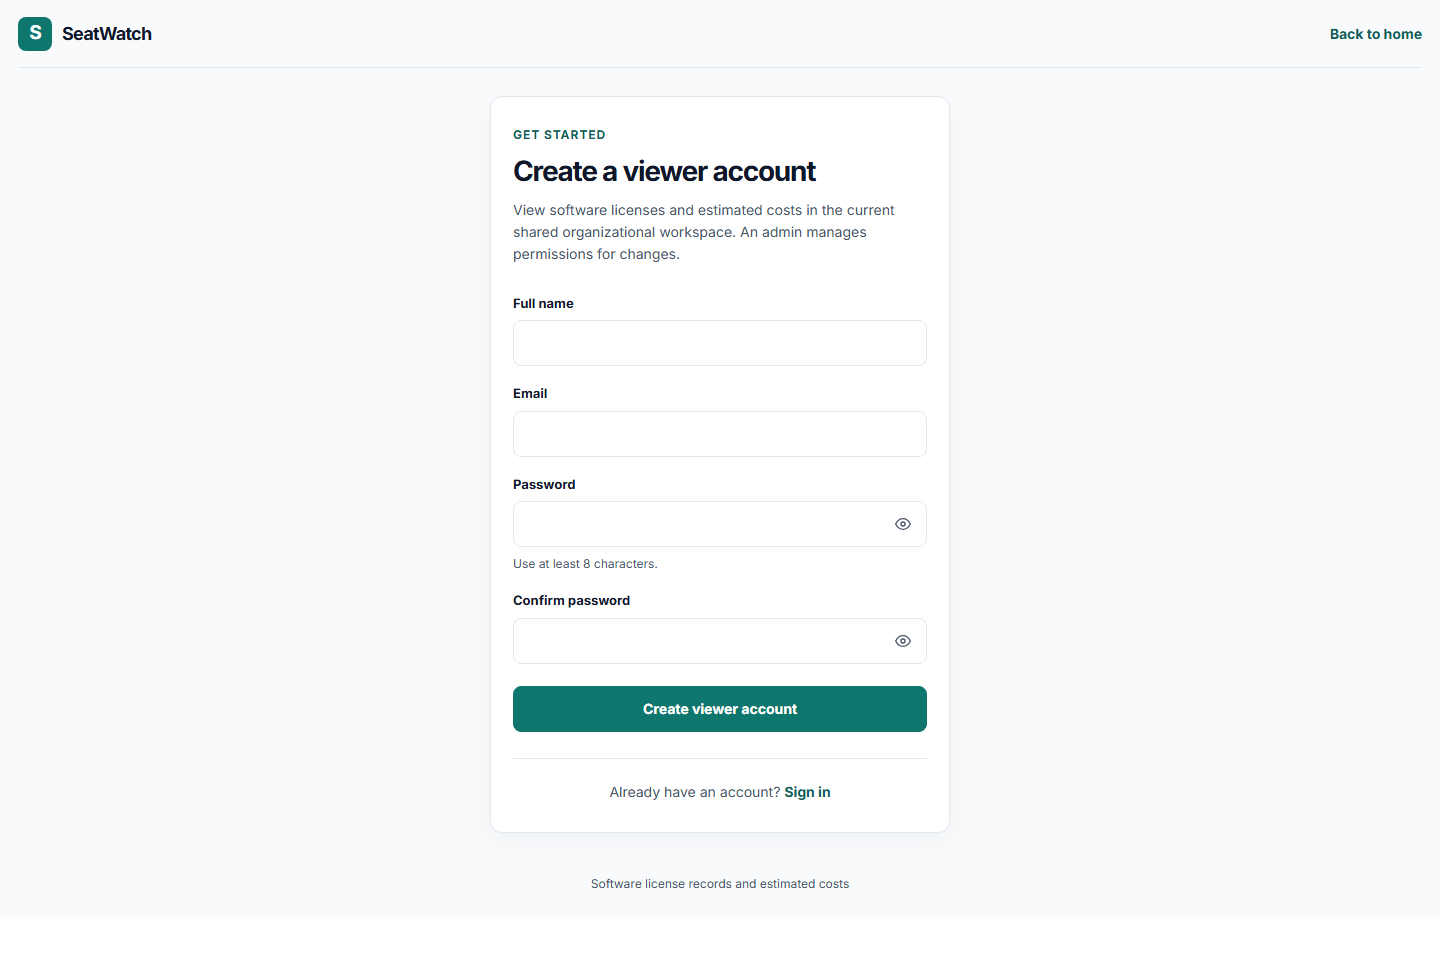 S SeatWatch
Back to home
GET STARTED
Create a viewer account
View software licenses and estimated costs in the current
shared organizational workspace. An admin manages
permissions for changes.
Full name
Email
Password
Use at least 8 characters.
Confirm password
Create viewer account
Already have an account? Sign in
Software license records and estimated costs